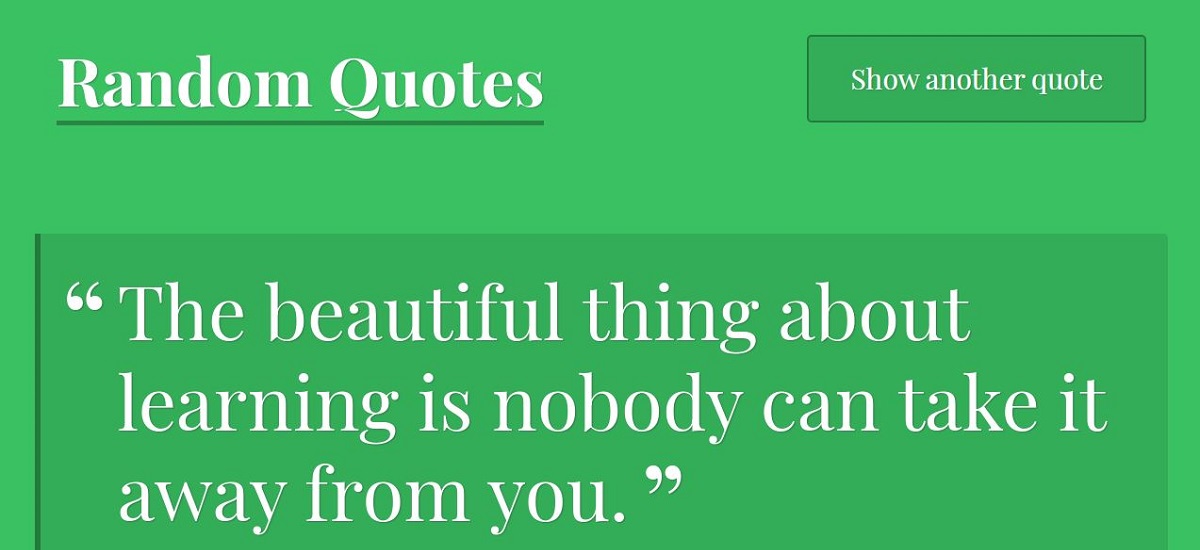 Random Quotes
Show another quote
“ The beautiful thing about
learning is nobody can take it
away from you. ”